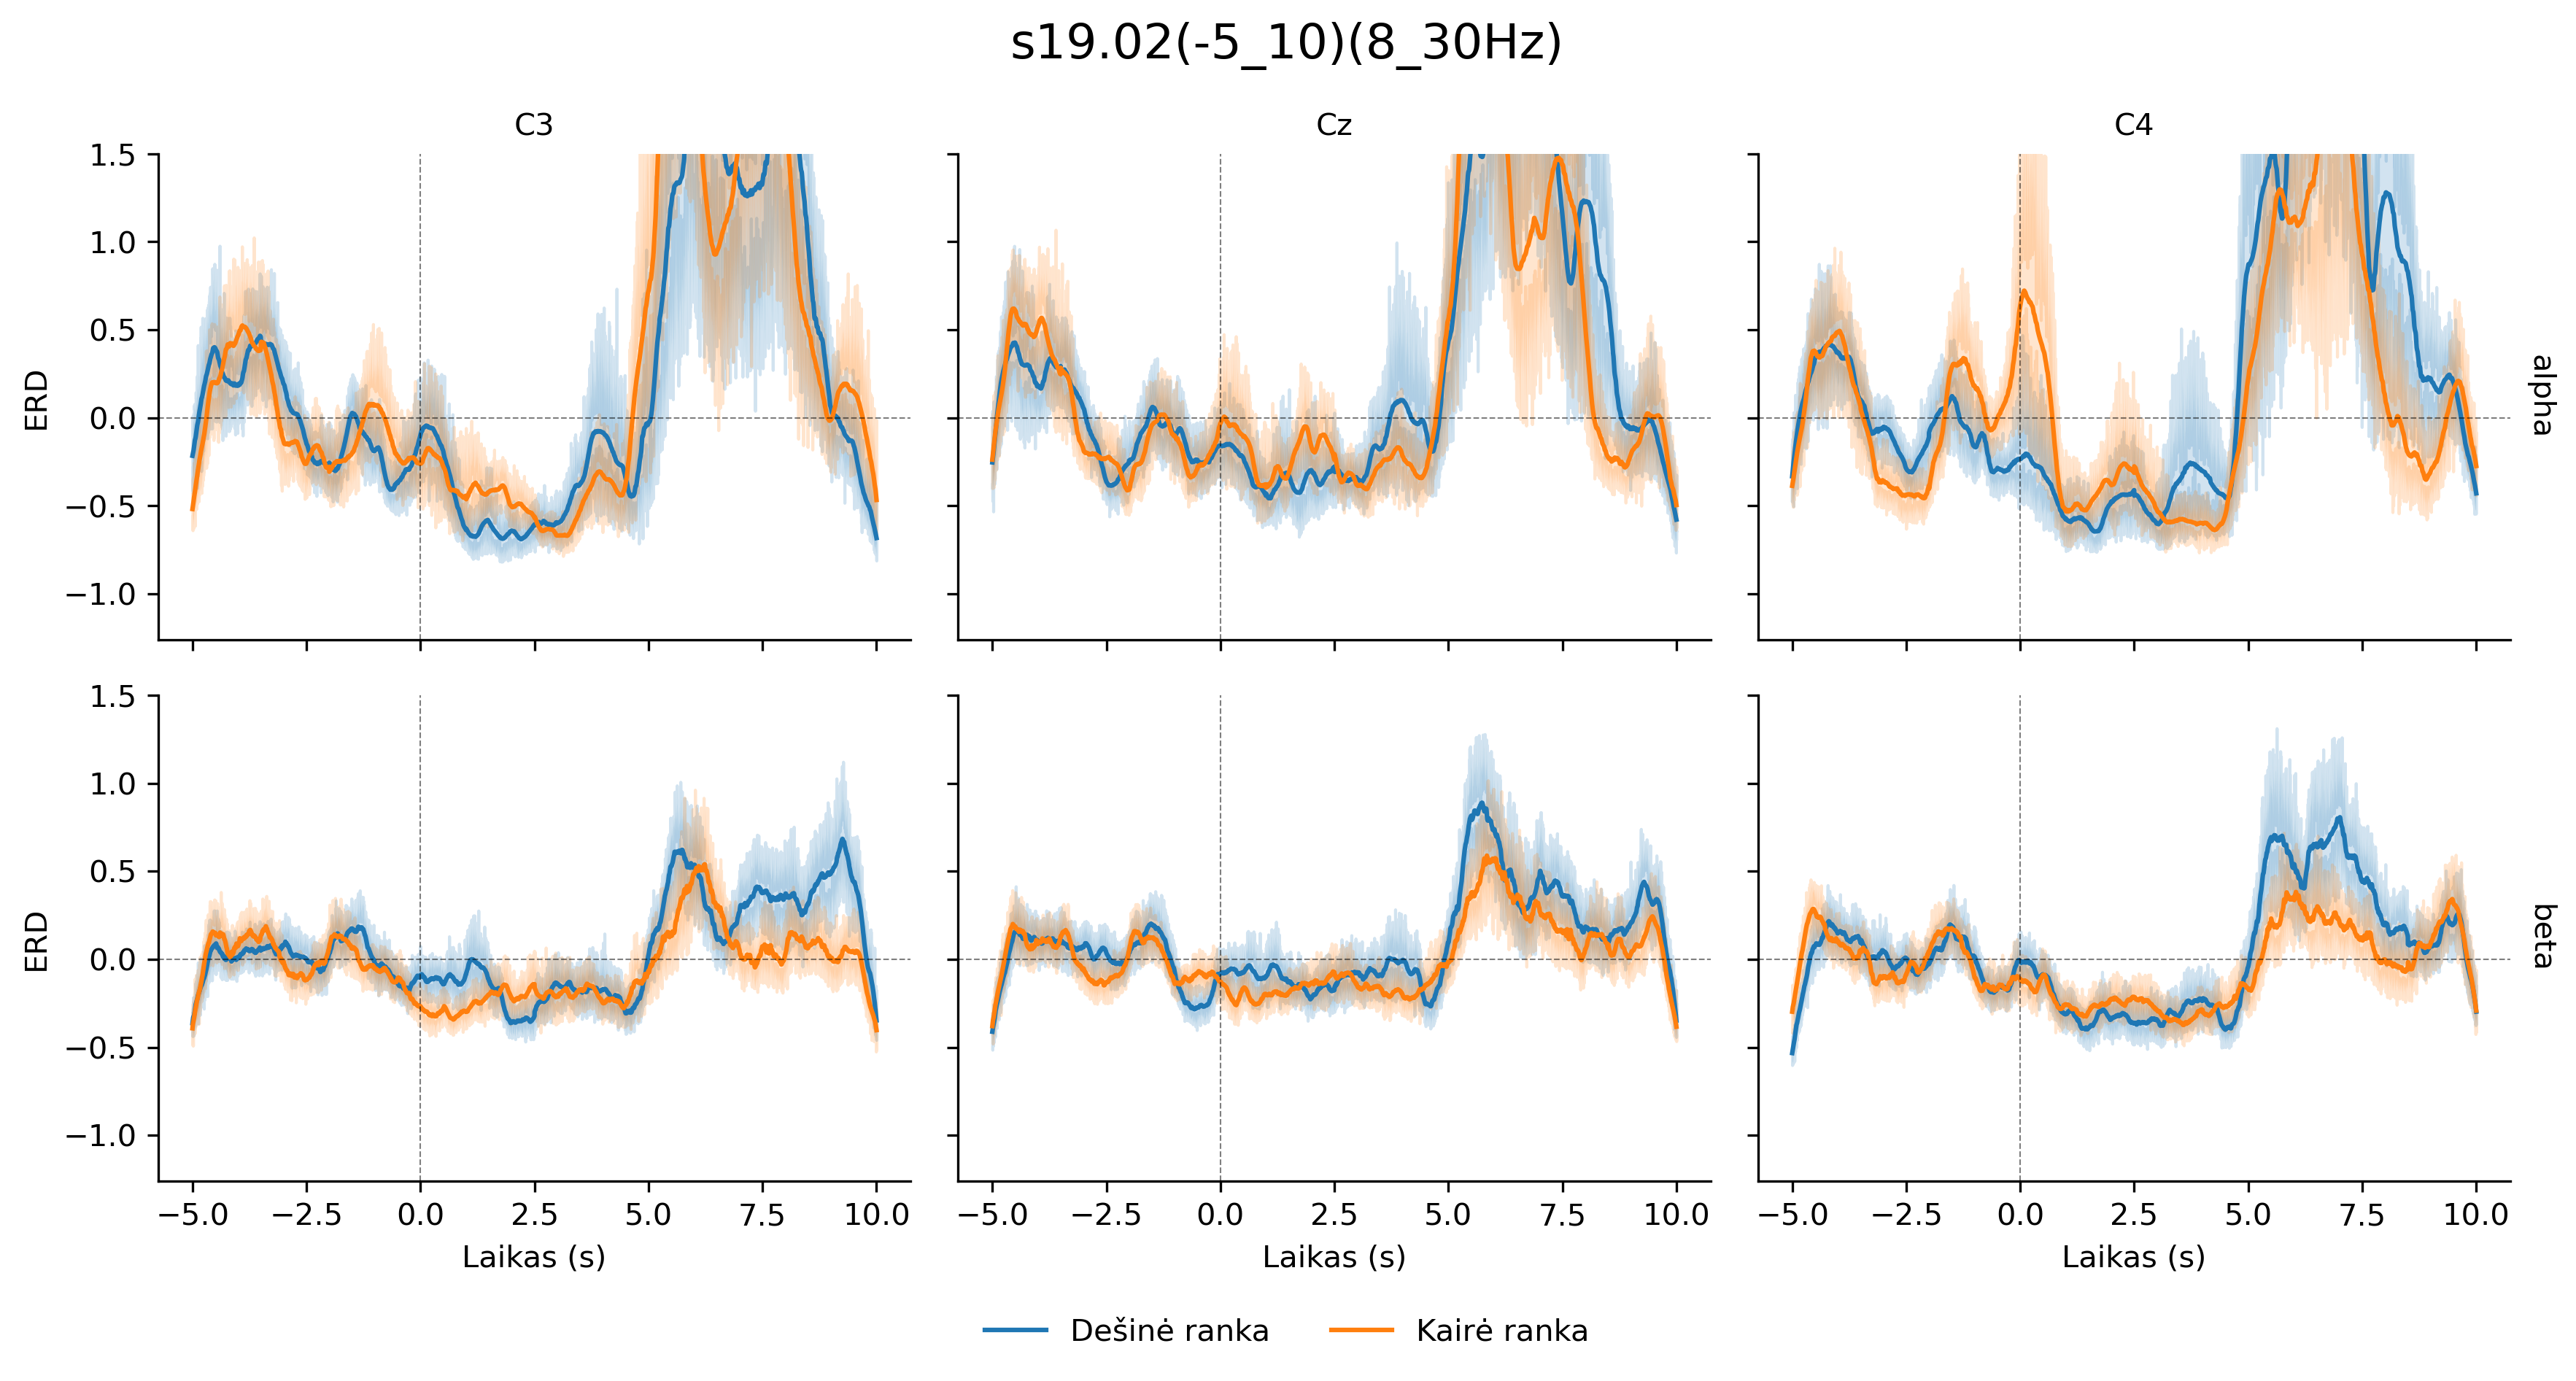 s19.02(-5_10)(8_30Hz)
C3 Cz C4
1.5
1.0
0.5
0.0
−0.5
−1.0
ERD
alpha
1.5
1.0
0.5
0.0
−0.5
−1.0
ERD
beta
−5.0 −2.5 0.0 2.5 5.0 7.5 10.0 −5.0 −2.5 0.0 2.5 5.0 7.5 10.0 −5.0 −2.5 0.0 2.5 5.0 7.5 10.0
Laikas (s) Laikas (s) Laikas (s)
Dešinė ranka Kairė ranka